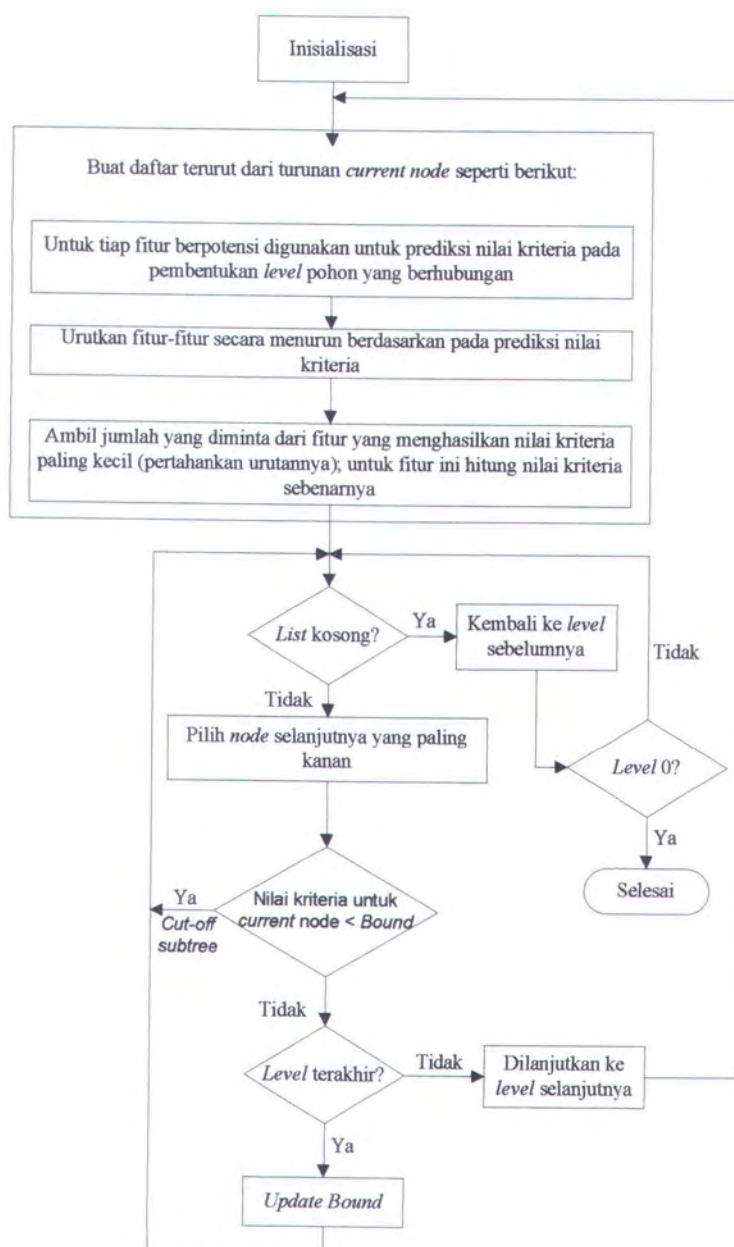 Inisialisasi
Buat daftar terurut dari turunan current node seperti berikut:
Untuk tiap fitur berpotensi digunakan untuk prediksi nilai kriteria pada
pembentukan level pohon yang berhubungan
Urutkan fitur-fitur secara menurun berdasarkan pada prediksi nilai
kriteria
Ambil jumlah yang diminta dari fitur yang menghasilkan nilai kriteria
paling kecil (pertahankan urutannya); untuk fitur ini hitung nilai kriteria
sebenarnya
List kosong?
Ya
Kembali ke level
sebelumnya
Tidak
Tidak
Pilih node selanjutnya yang paling
kanan
Level 0?
Ya
Selesai
Nilai kriteria untuk
current node < Bound
Ya
Cut-off
subtree
Tidak
Level terakhir?
Tidak
Dilanjutkan ke
level selanjutnya
Ya
Update Bound